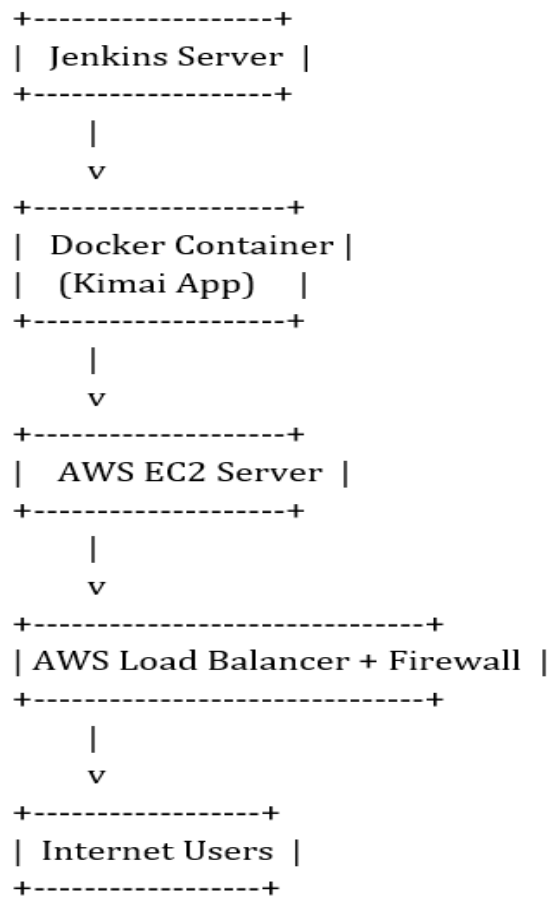 +-------------------+
|   Jenkins Server  |
+-------------------+
|
v
+--------------------+
|   Docker Container |
|    (Kimai App)     |
+--------------------+
|
v
+--------------------+
|    AWS EC2 Server  |
+--------------------+
|
v
+-------------------------------+
| AWS Load Balancer + Firewall  |
+-------------------------------+
|
v
+------------------+
|  Internet Users  |
+------------------+